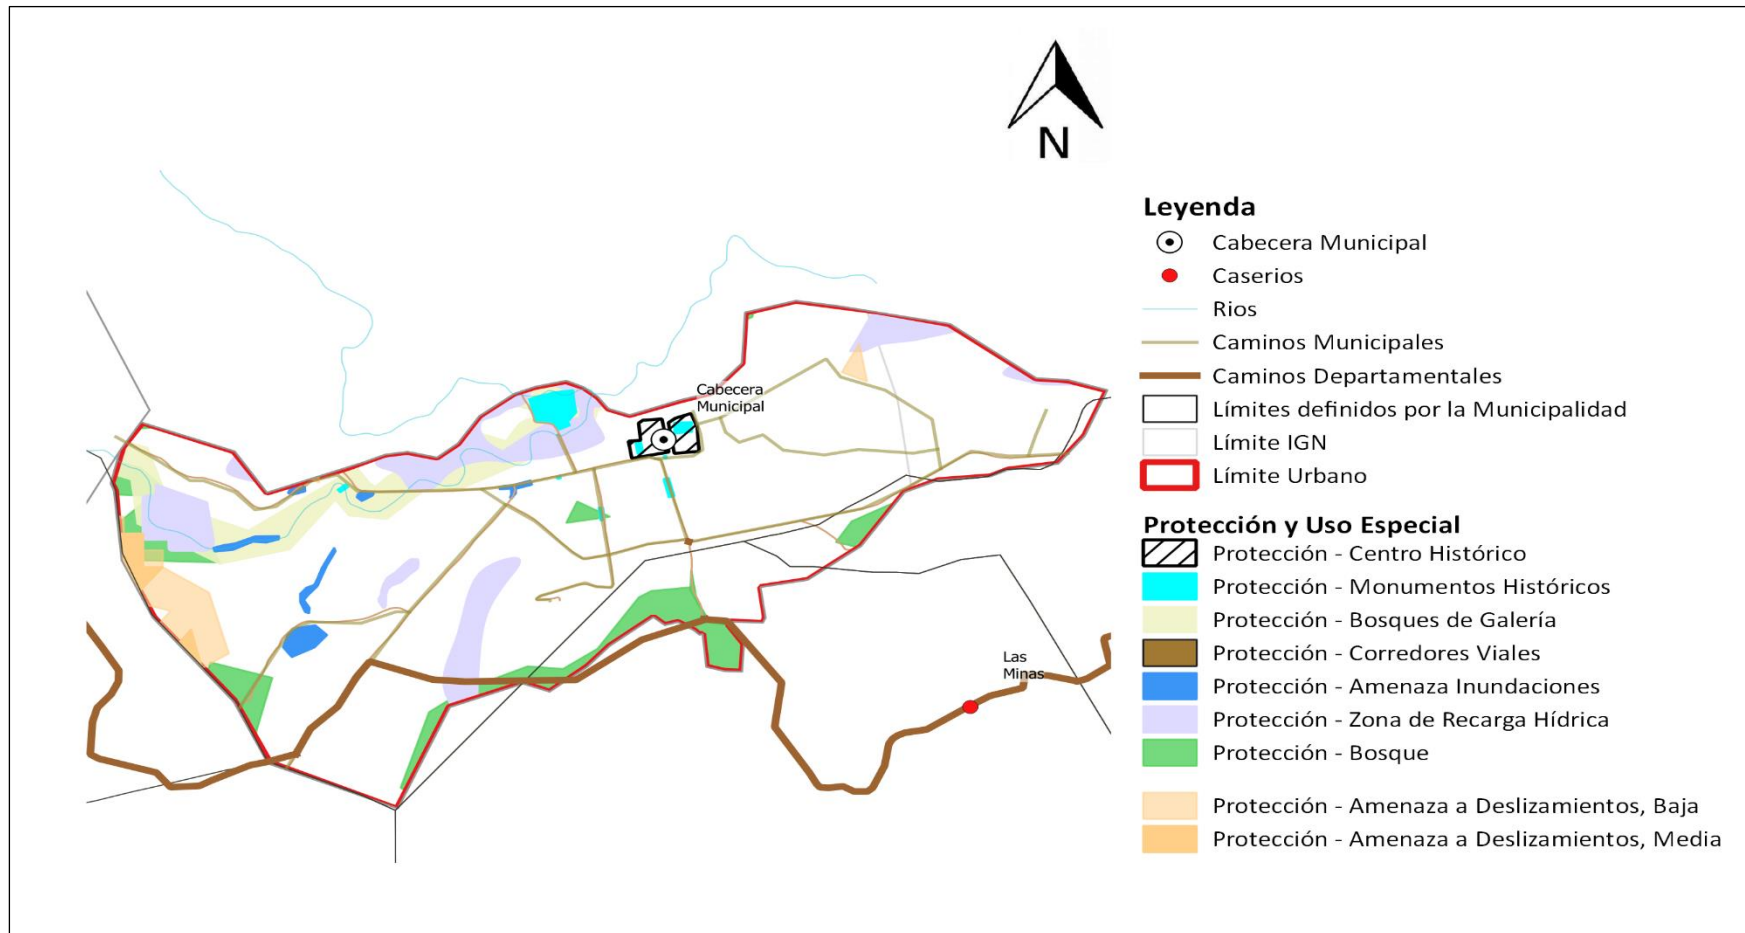 N
Cabecera
Municipal
Las
Minas
Leyenda
Cabecera Municipal
Caserios
Rios
Caminos Municipales
Caminos Departamentales
Límites definidos por la Municipalidad
Límite IGN
Límite Urbano
Protección y Uso Especial
Protección - Centro Histórico
Protección - Monumentos Históricos
Protección - Bosques de Galería
Protección - Corredores Viales
Protección - Amenaza Inundaciones
Protección - Zona de Recarga Hídrica
Protección - Bosque
Protección - Amenaza a Deslizamientos, Baja
Protección - Amenaza a Deslizamientos, Media